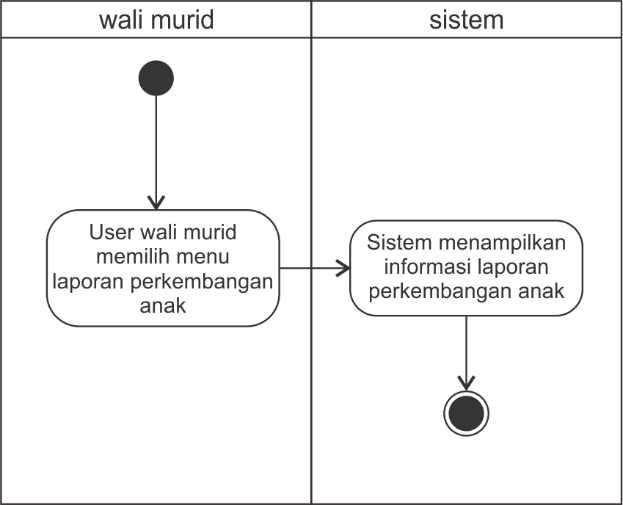 wali murid
sistem
User wali murid
memilih menu
laporan perkembangan
anak
Sistem menampilkan
informasi laporan
perkembangan anak